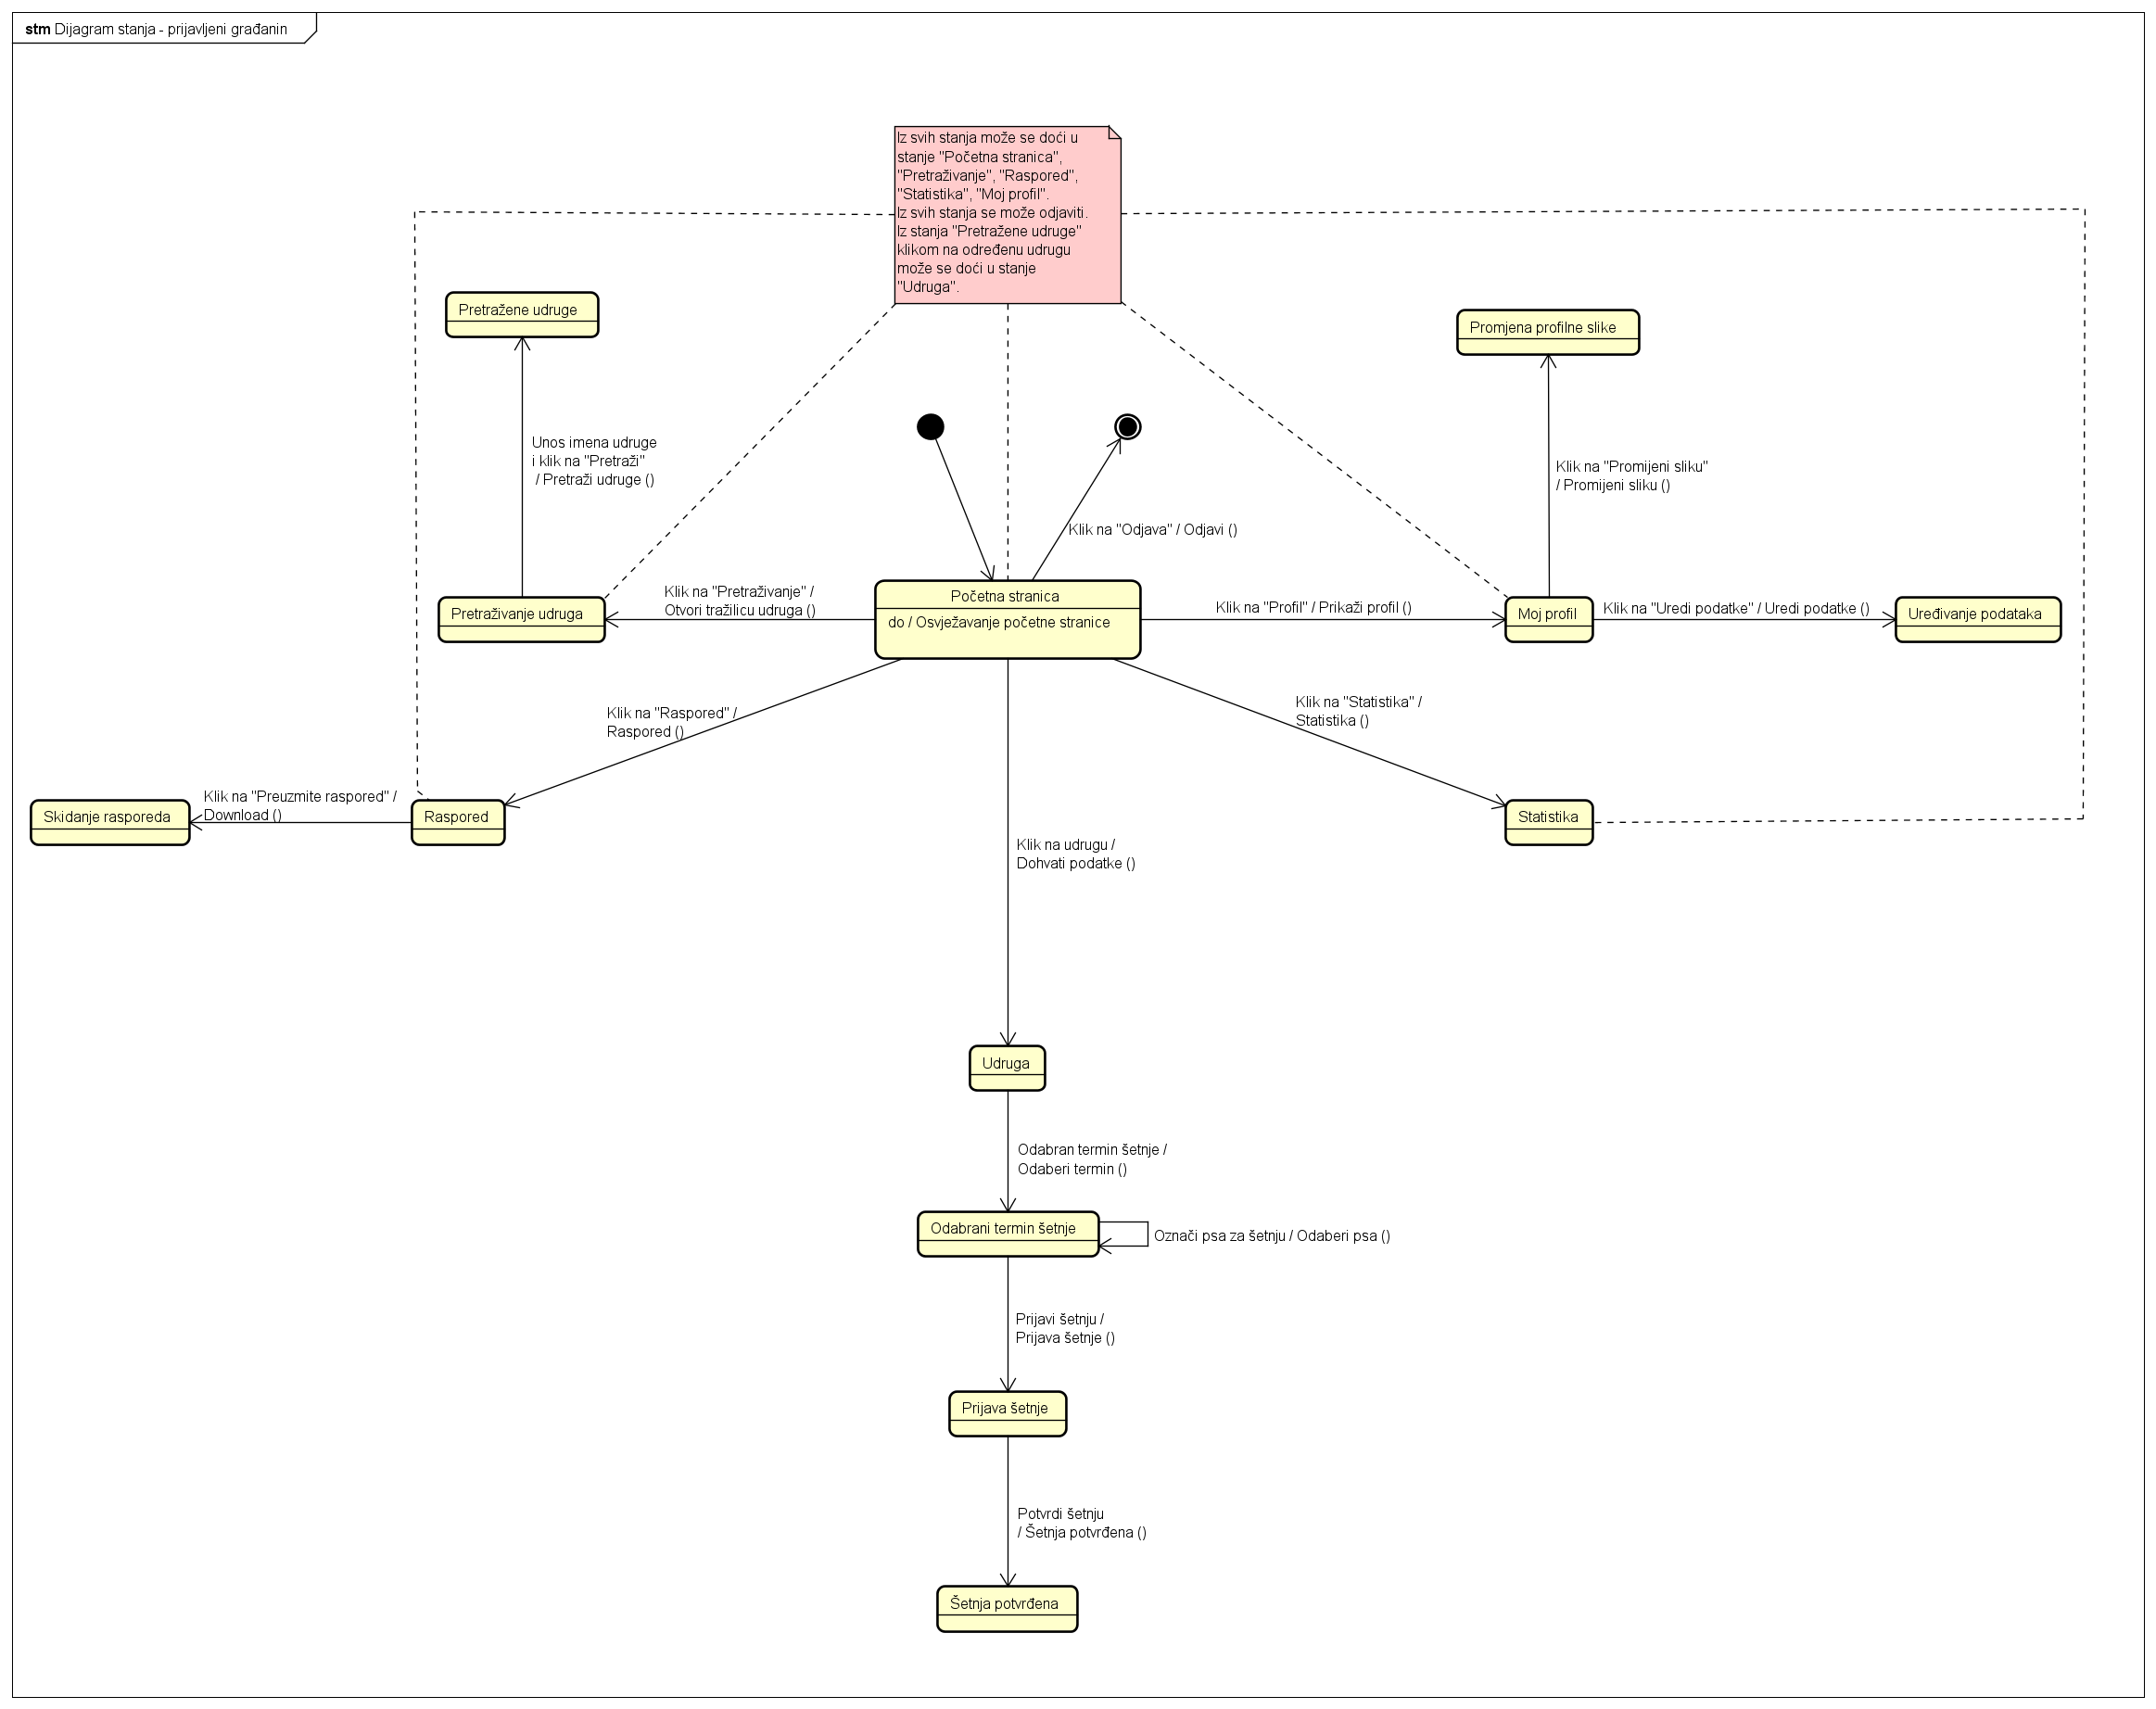 stm Dijagram stanja - prijavljeni građanin
Iz svih stanja može se doći u
stanje "Početna stranica",
"Pretraživanje", "Raspored",
"Statistika", "Moj profil".
Iz svih stanja se može odjaviti.
Iz stanja "Pretražene udruge"
klikom na određenu udrugu
može se doći u stanje
"Udruga".
Pretražene udruge
Promjena profilne slike
Unos imena udruge
i klik na "Pretraži"
/ Pretraži udruge ()
Klik na "Promijeni sliku"
/ Promijeni sliku ()
Klik na "Odjava" / Odjavi ()
Klik na "Pretraživanje" /
Otvori tražilicu udruga ()
Početna stranica
do / Osvježavanje početne stranice
Klik na "Profil" / Prikaži profil ()
Pretraživanje udruga
Moj profil
Klik na "Uredi podatke" / Uredi podatke ()
Uređivanje podataka
Klik na "Raspored" /
Raspored ()
Klik na "Statistika" /
Statistika ()
Klik na "Preuzmite raspored" /
Download ()
Skidanje rasporeda
Raspored
Statistika
Klik na udrugu /
Dohvati podatke ()
Udruga
Odabran termin šetnje /
Odaberi termin ()
Odabrani termin šetnje
Označi psa za šetnju / Odaberi psa ()
Prijavi šetnju /
Prijava šetnje ()
Prijava šetnje
Potvrdi šetnju
/ Šetnja potvrđena ()
Šetnja potvrđena